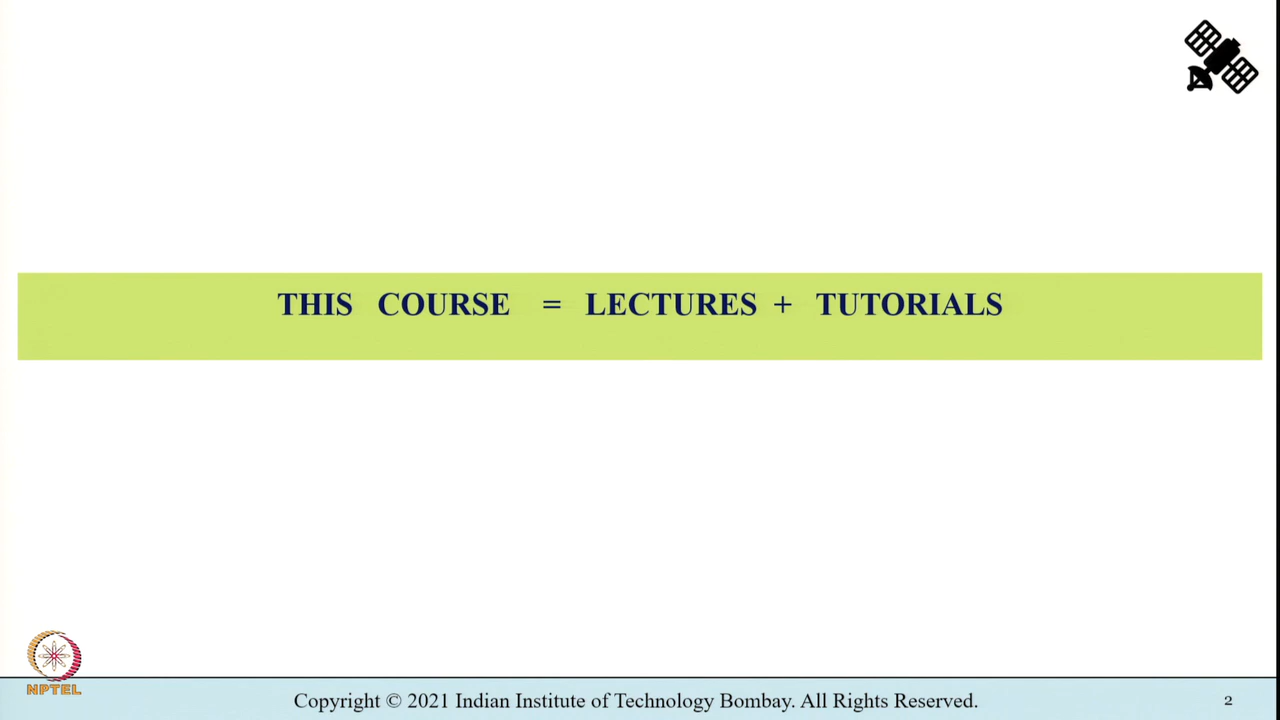 THIS COURSE = LECTURES + TUTORIALS
NPTEL
Copyright © 2021 Indian Institute of Technology Bombay. All Rights Reserved.
2